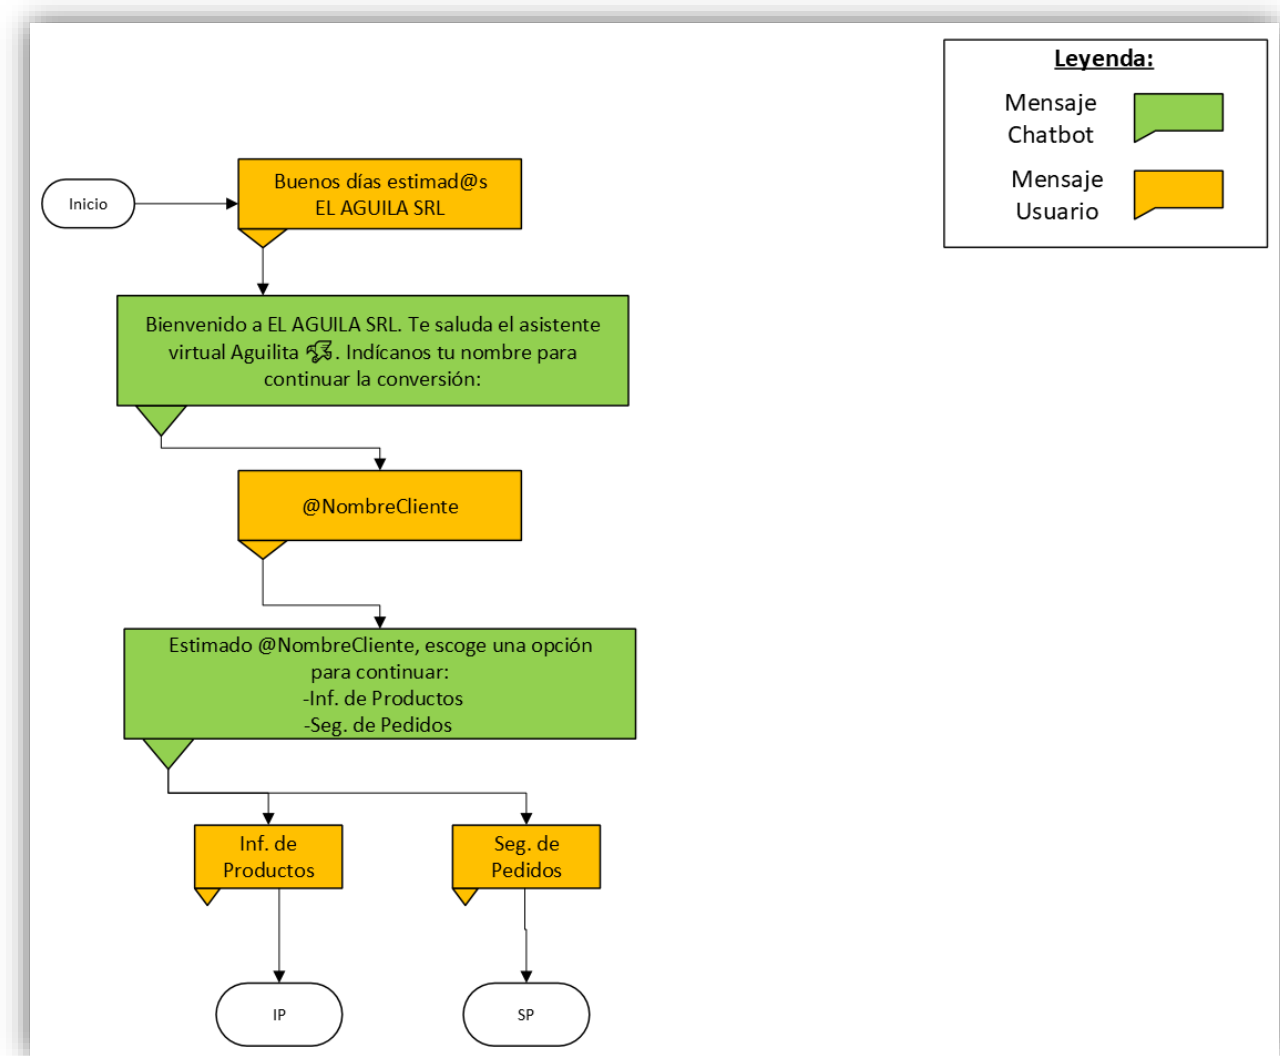 Leyenda:
Mensaje
Chatbot
Mensaje
Usuario
Inicio
Buenos días estimad@s
EL AGUILA SRL
Bienvenido a EL AGUILA SRL. Te saluda el asistente
virtual Aguilita . Indícanos tu nombre para
continuar la conversión:
@NombreCliente
Estimado @NombreCliente, escoge una opción
para continuar:
-Inf. de Productos
-Seg. de Pedidos
Inf. de
Productos
Seg. de
Pedidos
IP
SP